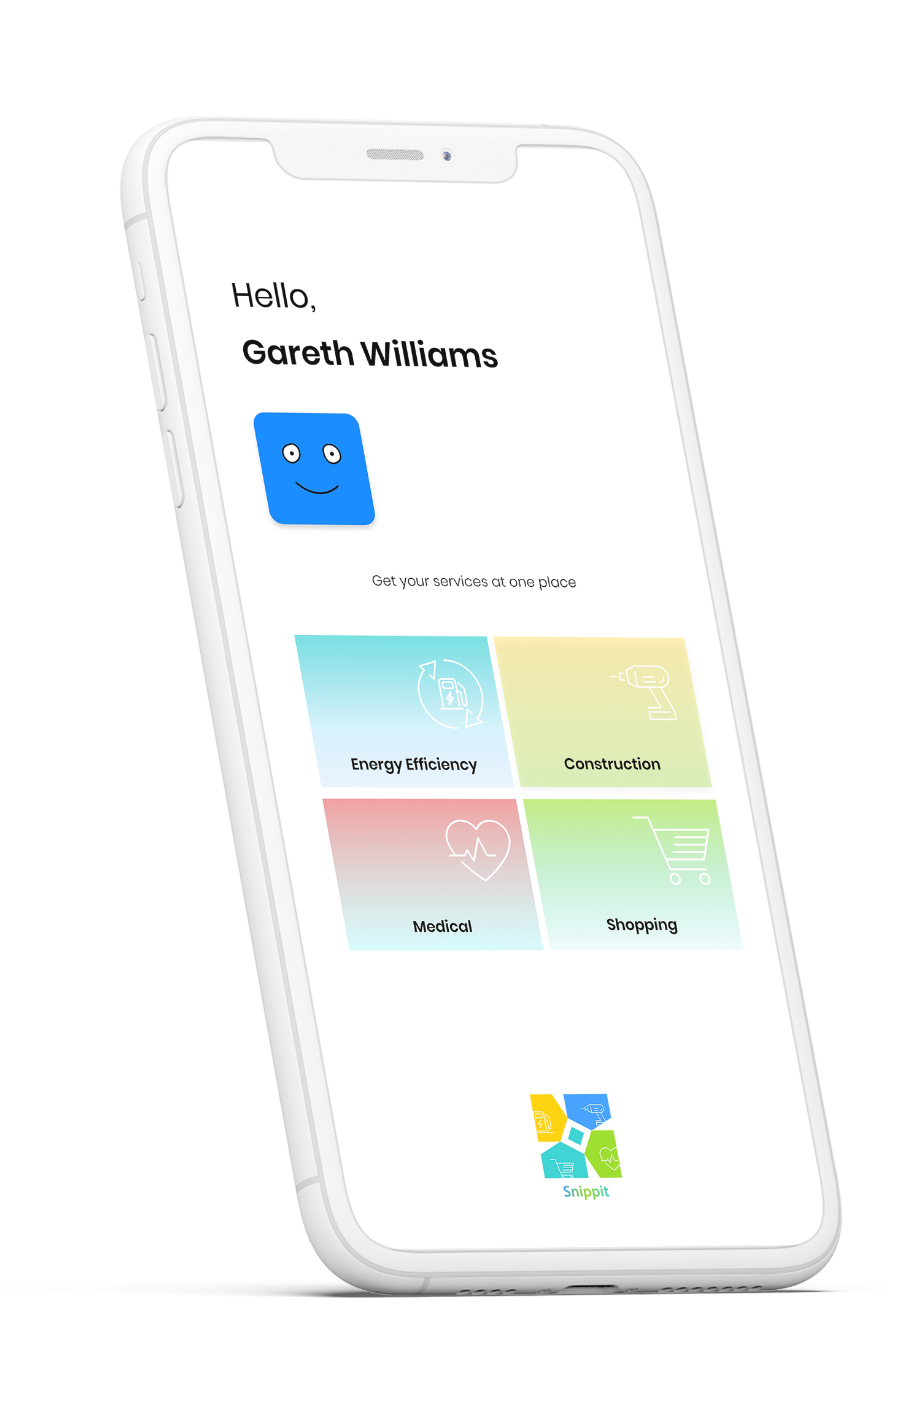 Hello,
Gareth Williams
Get your services at one place
Energy Efficiency
Construction
Medical
Shopping
Snippit